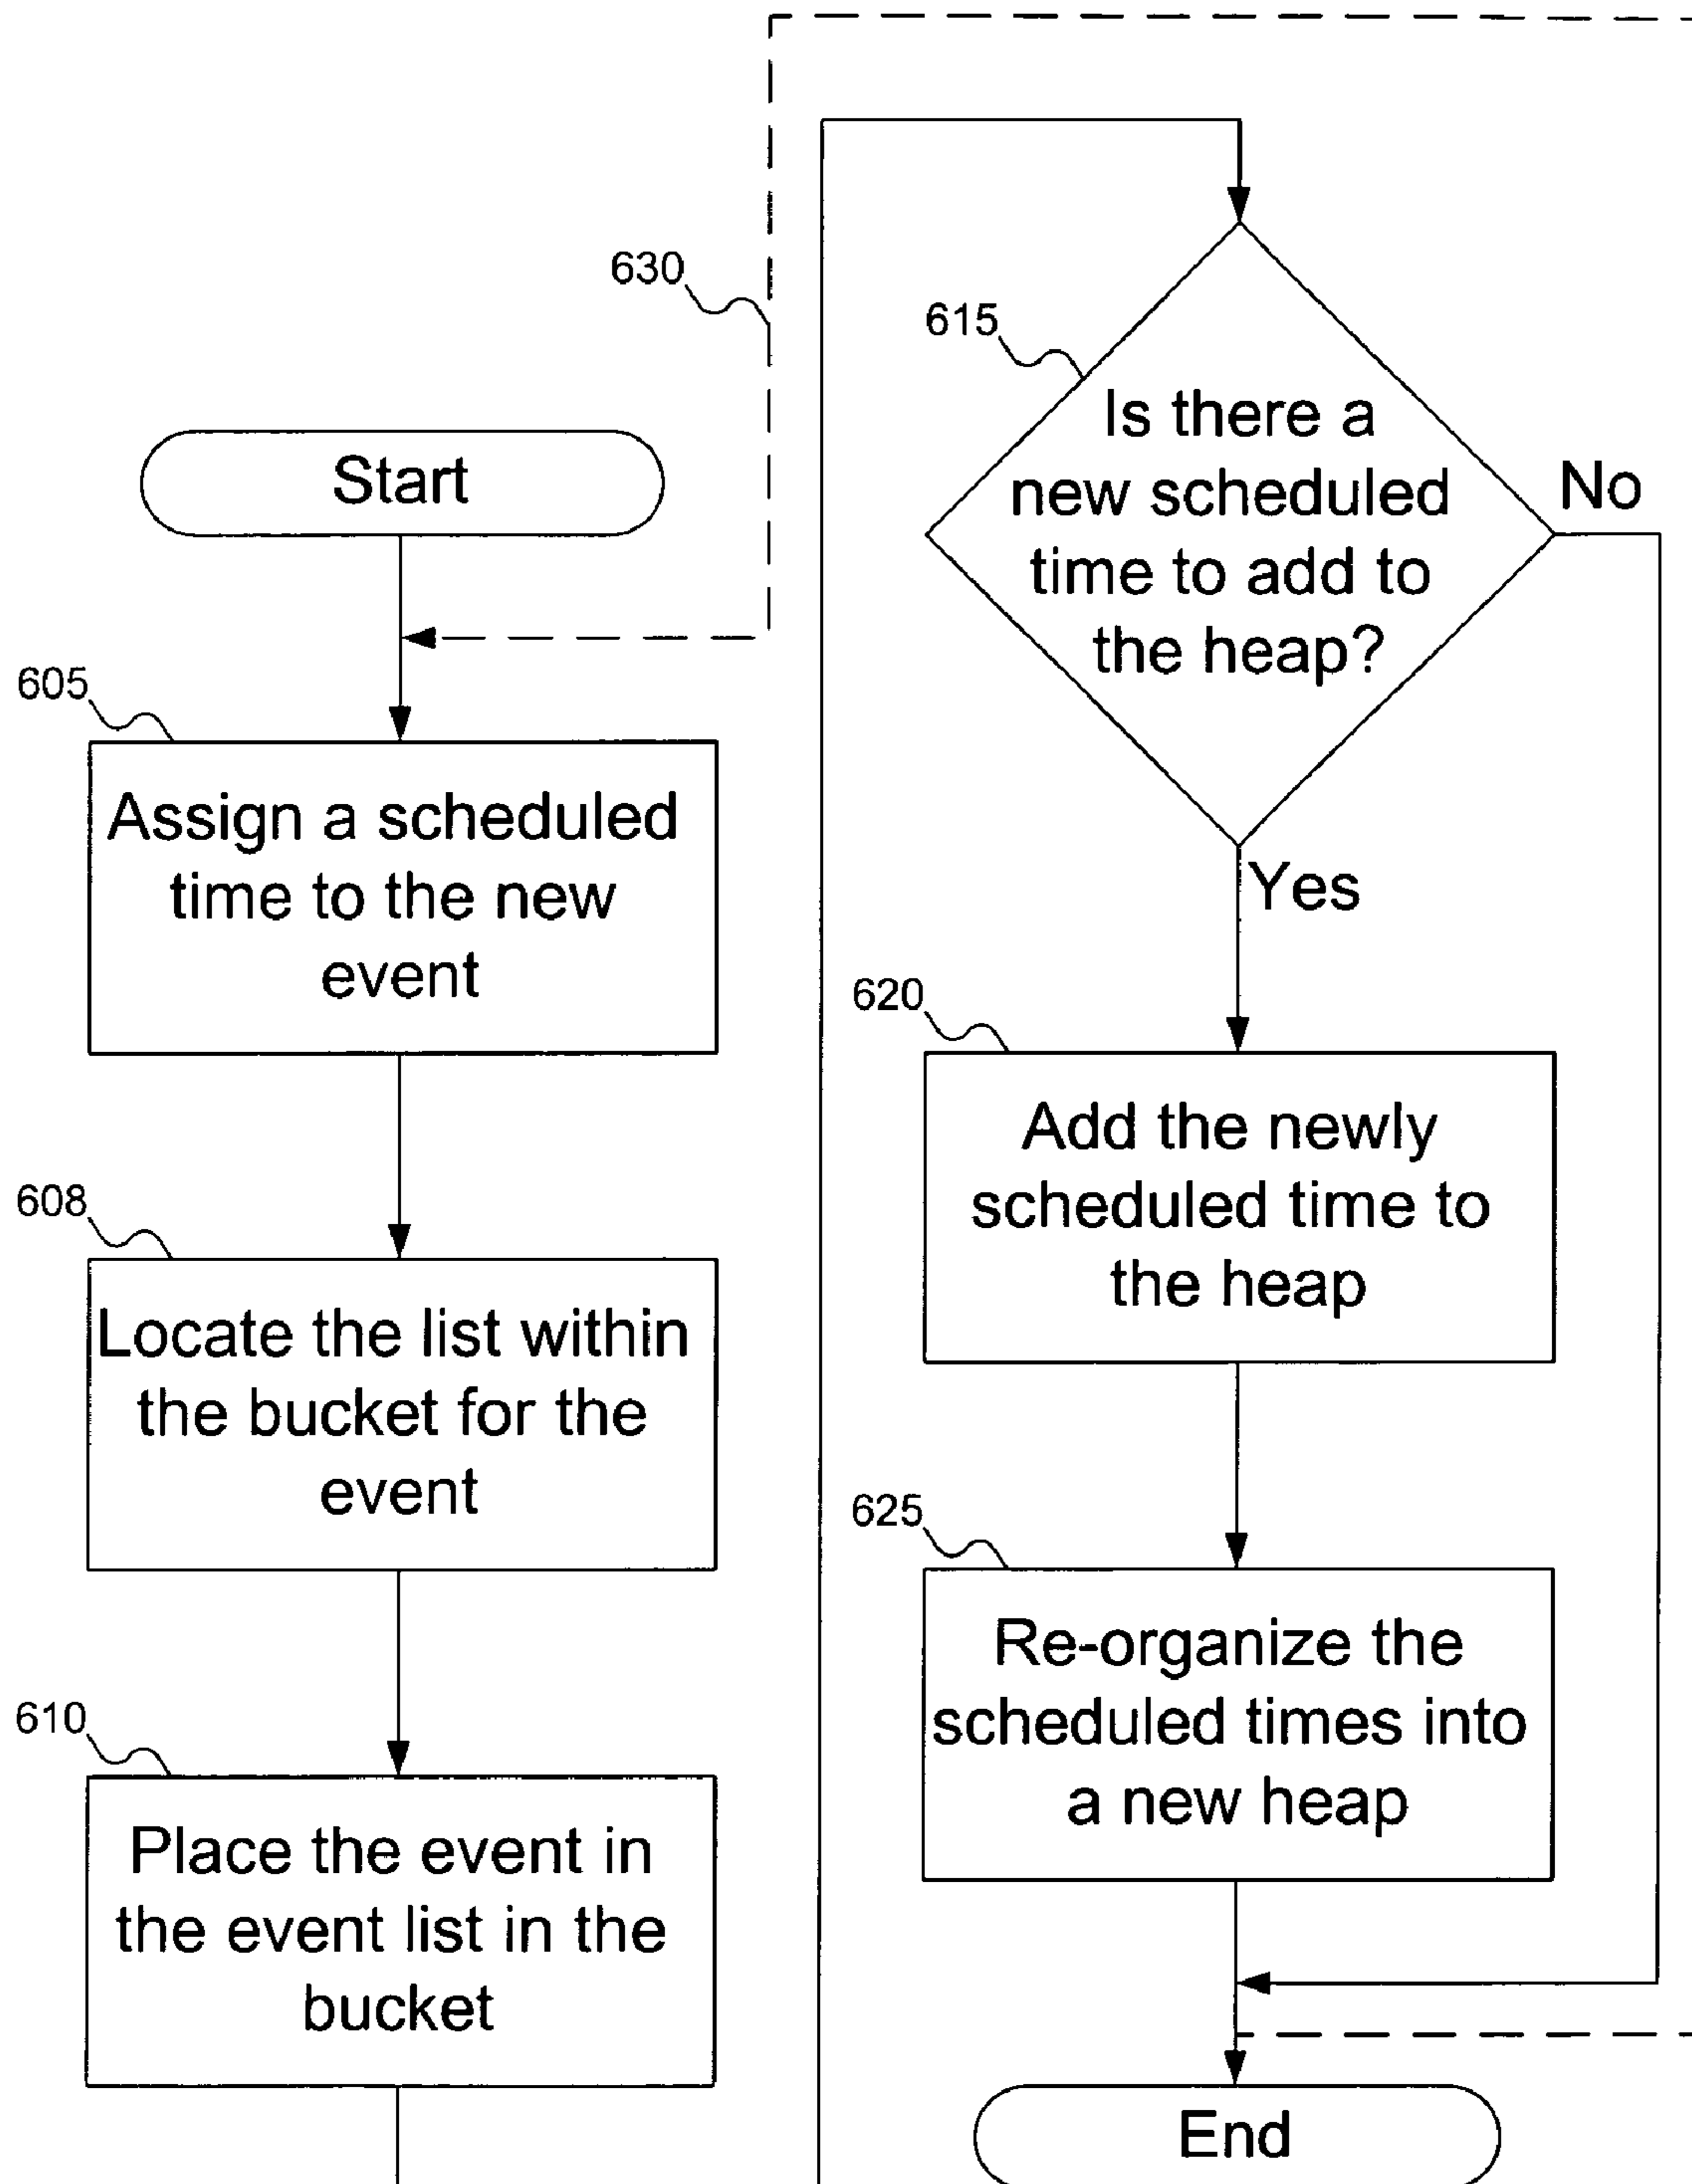 Start
630
605
Assign a scheduled
time to the new
event
608
Locate the list within
the bucket for the
event
610
Place the event in
the event list in the
bucket
615
Is there a
new scheduled
time to add to
the heap?
No
Yes
620
Add the newly
scheduled time to
the heap
625
Re-organize the
scheduled times into
a new heap
End